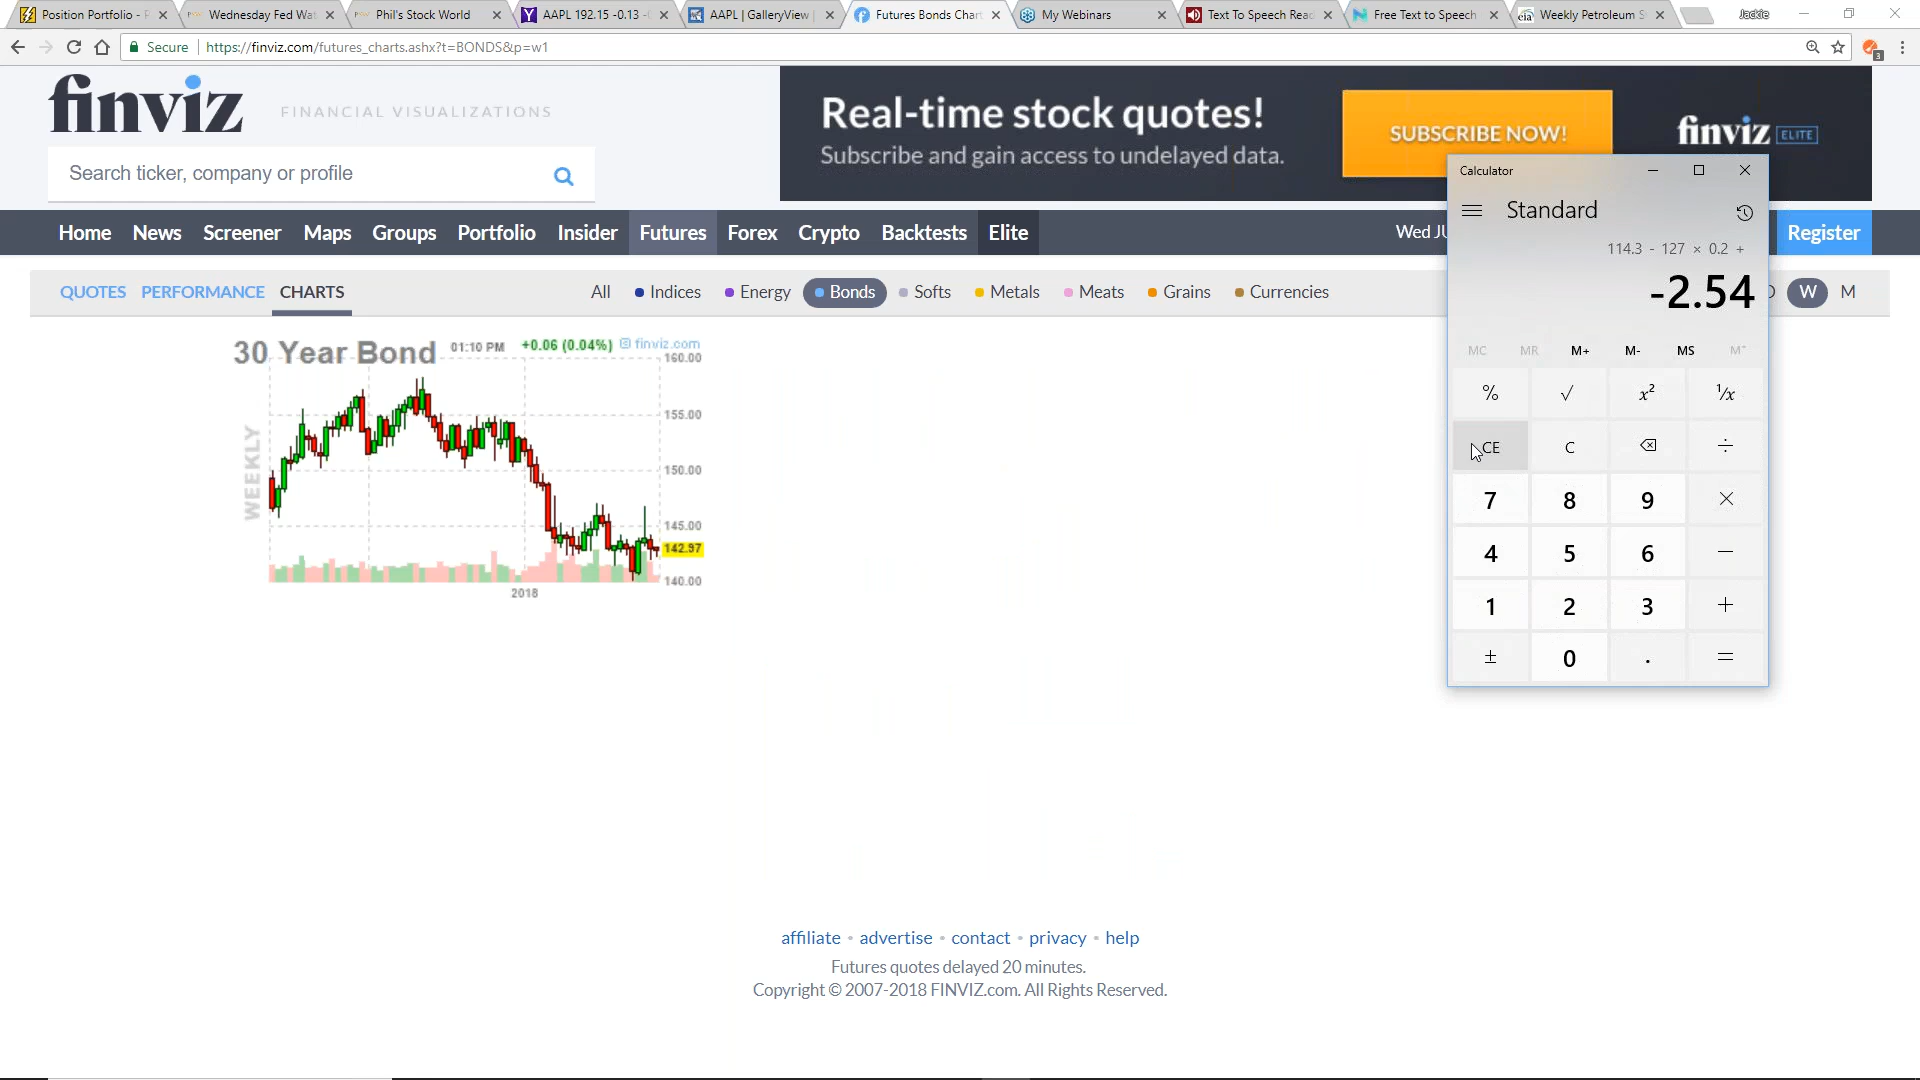 Position Portfolio -
Wednesday Fed Wat
Phil's Stock World
AAPL 192.15 -0.13 -
AAPL | GalleryView |
Futures Bonds Chart
My Webinars
Text To Speech Read
Free Text to Speech
eia Weekly Petroleum S
Jackie
Secure
https://finviz.com/futures_charts.ashx?t=BONDS&p=w1
3
finviz
FINANCIAL VISUALIZATIONS
Real-time stock quotes!
Subscribe and gain access to undelayed data.
SUBSCRIBE NOW!
finviz ELITE
Search ticker, company or profile
Home News Screener Maps Groups Portfolio Insider Futures Forex Crypto Backtests Elite
Wed JU
Register
QUOTES PERFORMANCE CHARTS
All Indices Energy Bonds Softs Metals Meats Grains Currencies
W M
30 Year Bond 01:10 PM +0.06 (0.04%) finviz.com
160.00
155.00
150.00
145.00
142.97
140.00
WEEKLY
2018
Calculator
Standard
114.3 - 127 × 0.2 +
-2.54
MC MR M+ M- MS M
% √ x² ¹/x
CE C ÷
7 8 9 ×
4 5 6 −
1 2 3 +
± 0 . =
affiliate • advertise • contact • privacy • help
Futures quotes delayed 20 minutes.
Copyright © 2007-2018 FINVIZ.com. All Rights Reserved.